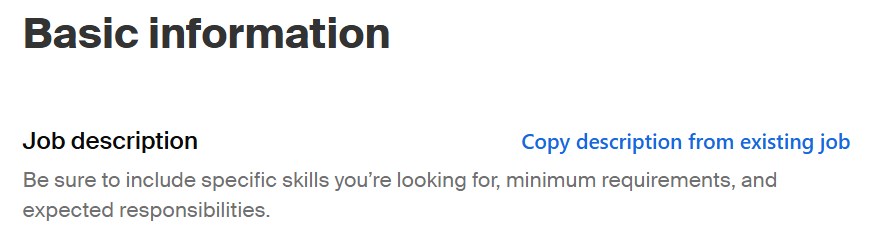 Basic information
Job description
Copy description from existing job
Be sure to include specific skills you’re looking for, minimum requirements, and
expected responsibilities.